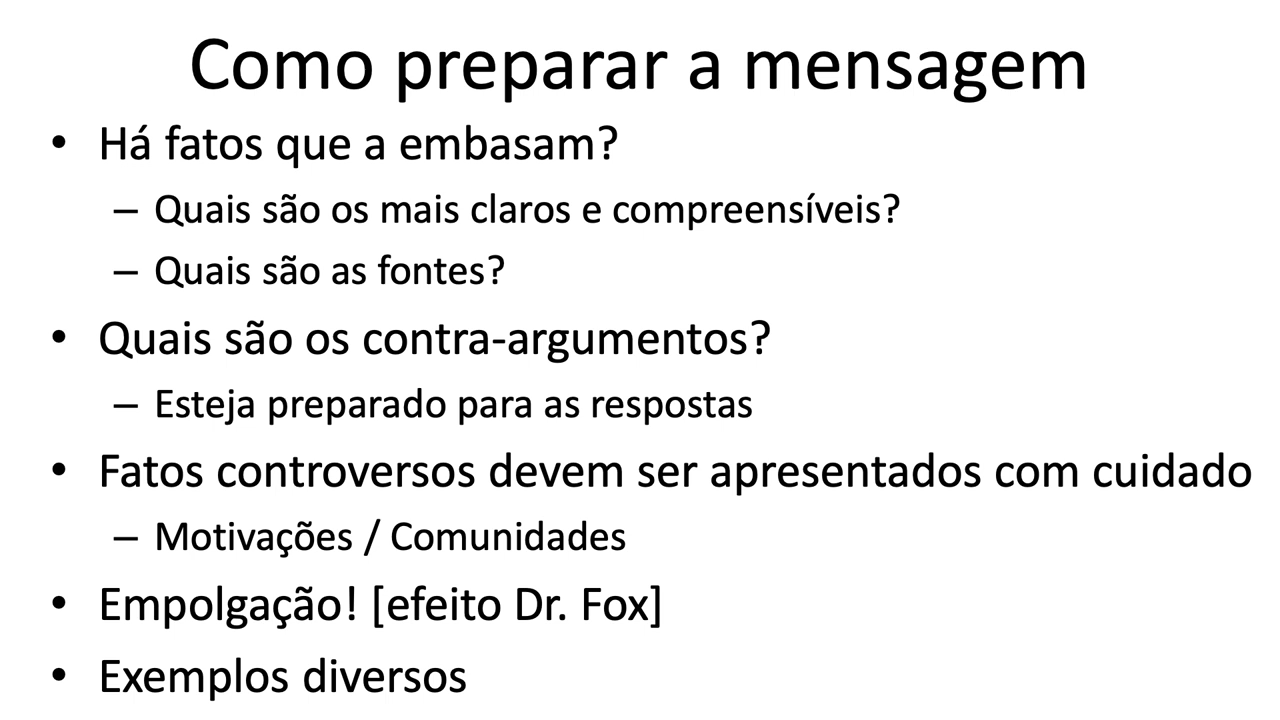 Como preparar a mensagem
• Há fatos que a embasam?
– Quais são os mais claros e compreensíveis?
– Quais são as fontes?
• Quais são os contra-argumentos?
– Esteja preparado para as respostas
• Fatos controversos devem ser apresentados com cuidado
– Motivações / Comunidades
• Empolgação! [efeito Dr. Fox]
• Exemplos diversos